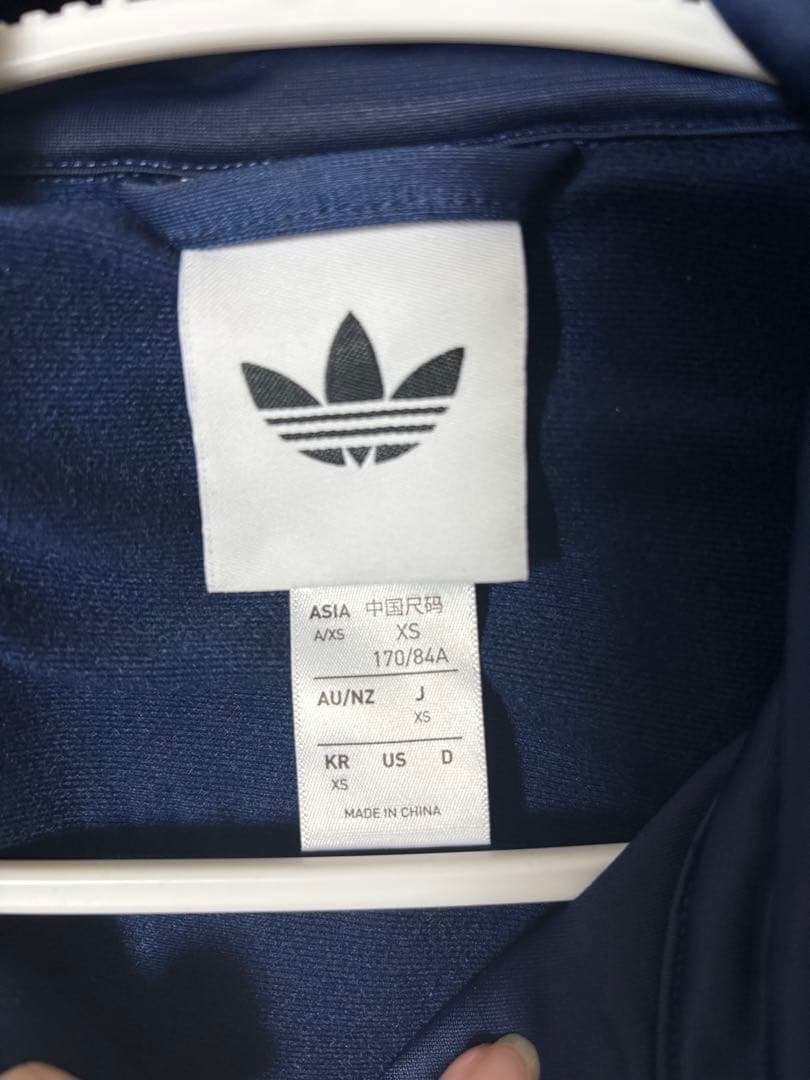 ASIA 中国尺码
A/XS XS
170/84A
AU/NZ J
XS
KR US D
XS
MADE IN CHINA